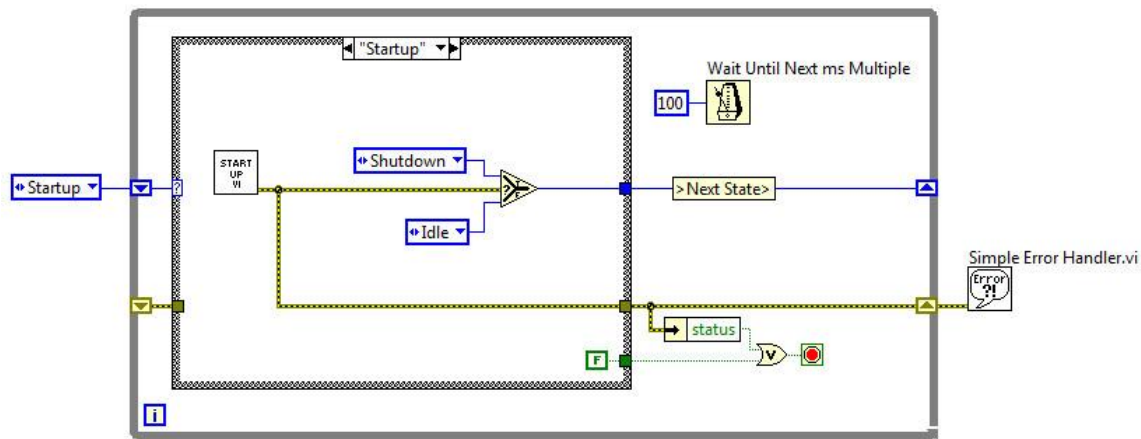 "Startup"
Wait Until Next ms Multiple
100
START
UP
VI
Shutdown
?
Startup
?
>Next State>
Idle
Simple Error Handler.vi
Error
?!
status
F
V
i